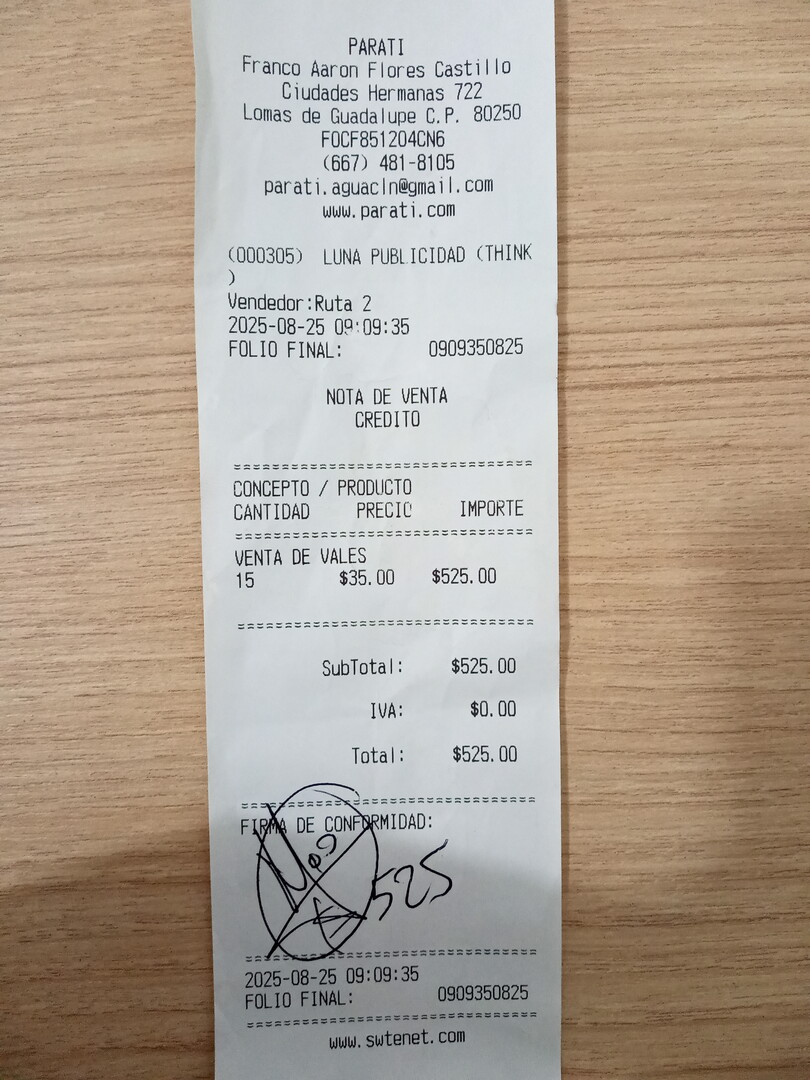 PARATI
Franco Aaron Flores Castillo
Ciudades Hermanas 722
Lomas de Guadalupe C.P. 80250
FOCF851204CN6
(667) 481-8105
parati.aguacln@gmail.com
www.parati.com
(000305) LUNA PUBLICIDAD (THINK
)
Vendedor:Ruta 2
2025-08-25 09:09:35
FOLIO FINAL: 0909350825
NOTA DE VENTA
CREDITO
CONCEPTO / PRODUCTO
CANTIDAD PRECIO IMPORTE
VENTA DE VALES
15 $35.00 $525.00
SubTotal: $525.00
IVA: $0.00
Total: $525.00
FIRMA DE CONFORMIDAD:
525
2025-08-25 09:09:35
FOLIO FINAL: 0909350825
www.swtenet.com